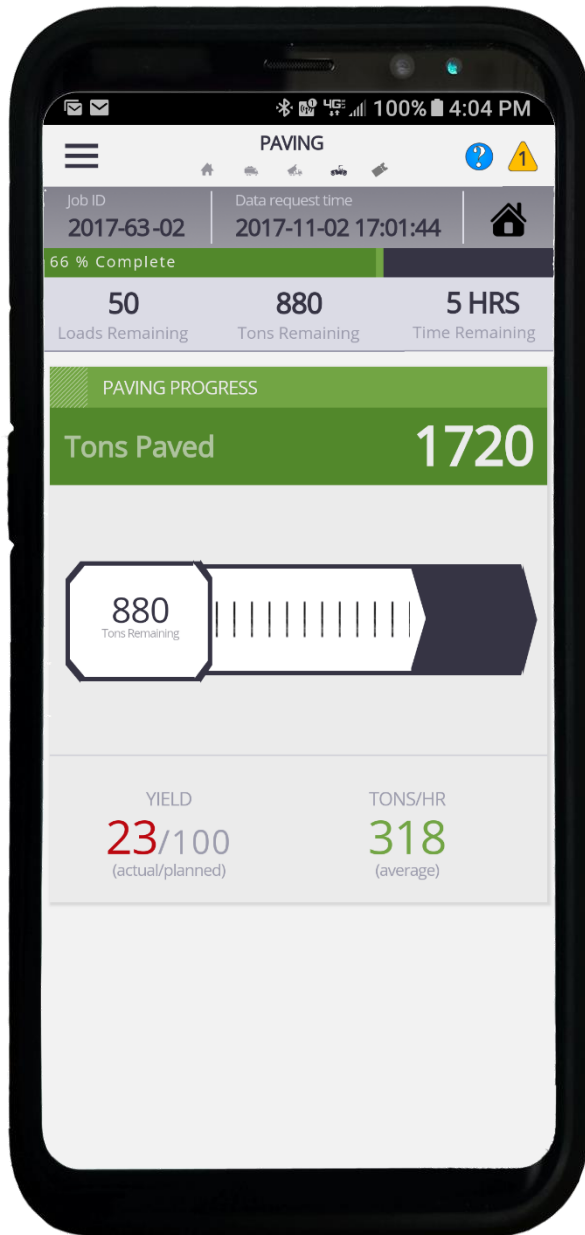 100% 4:04 PM
PAVING
1
Job ID
Data request time
2017-63-02
2017-11-02 17:01:44
66 % Complete
50
880
5 HRS
Loads Remaining
Tons Remaining
Time Remaining
PAVING PROGRESS
Tons Paved
1720
880
Tons Remaining
YIELD
TONS/HR
23/100
318
(actual/planned)
(average)